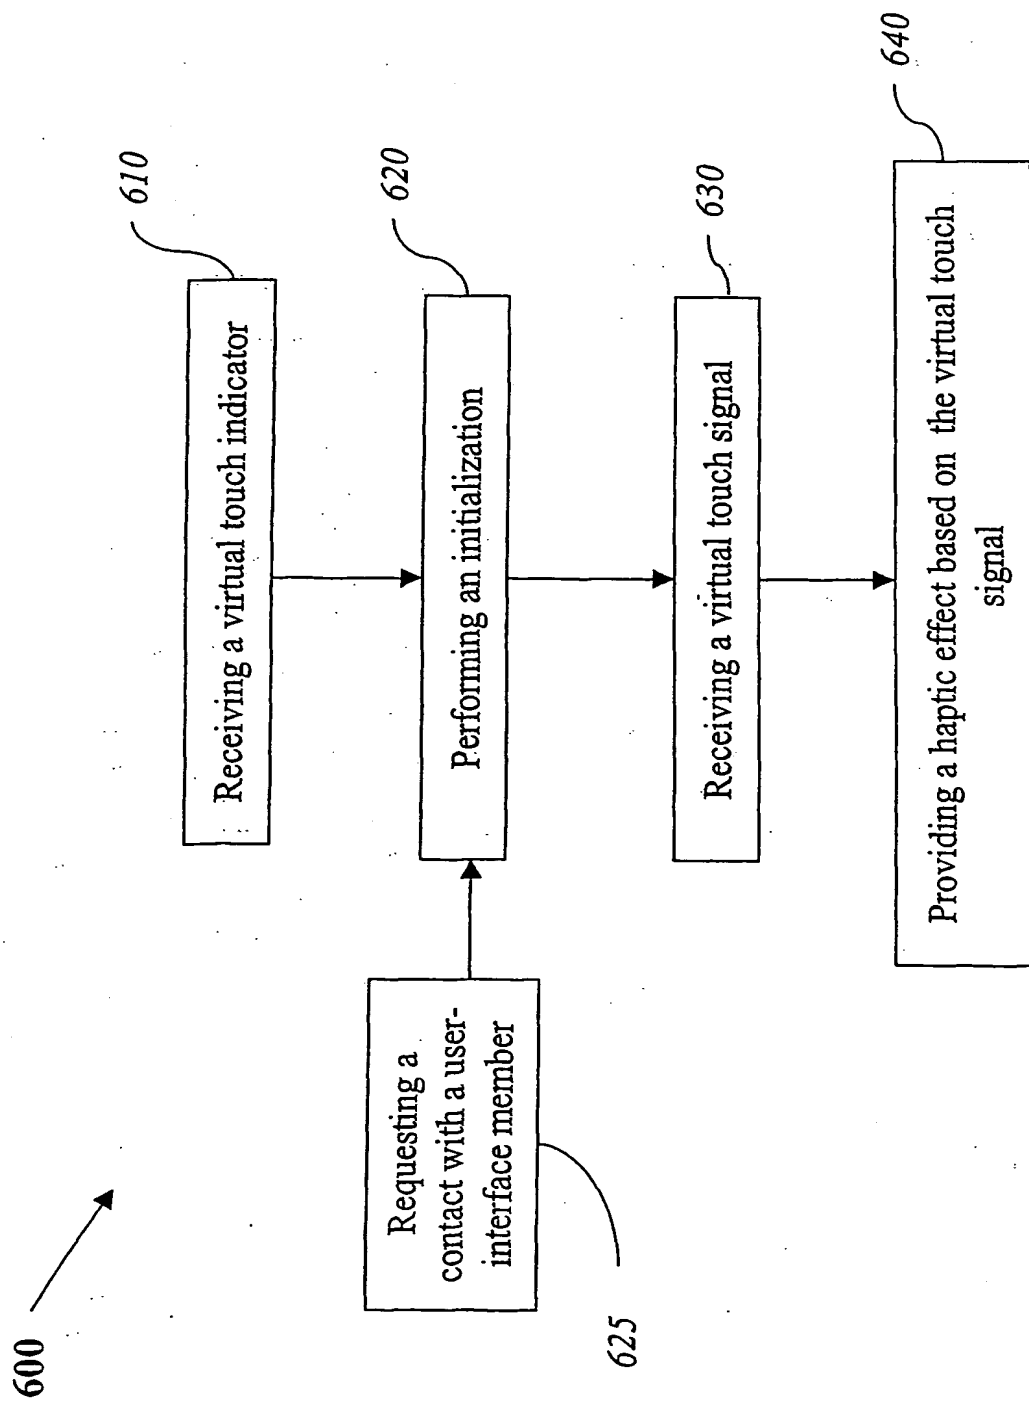 600
610
Receiving a virtual touch indicator
620
Performing an initialization
Requesting a
contact with a user-
interface member
625
630
Receiving a virtual touch signal
640
Providing a haptic effect based on the virtual touch
signal